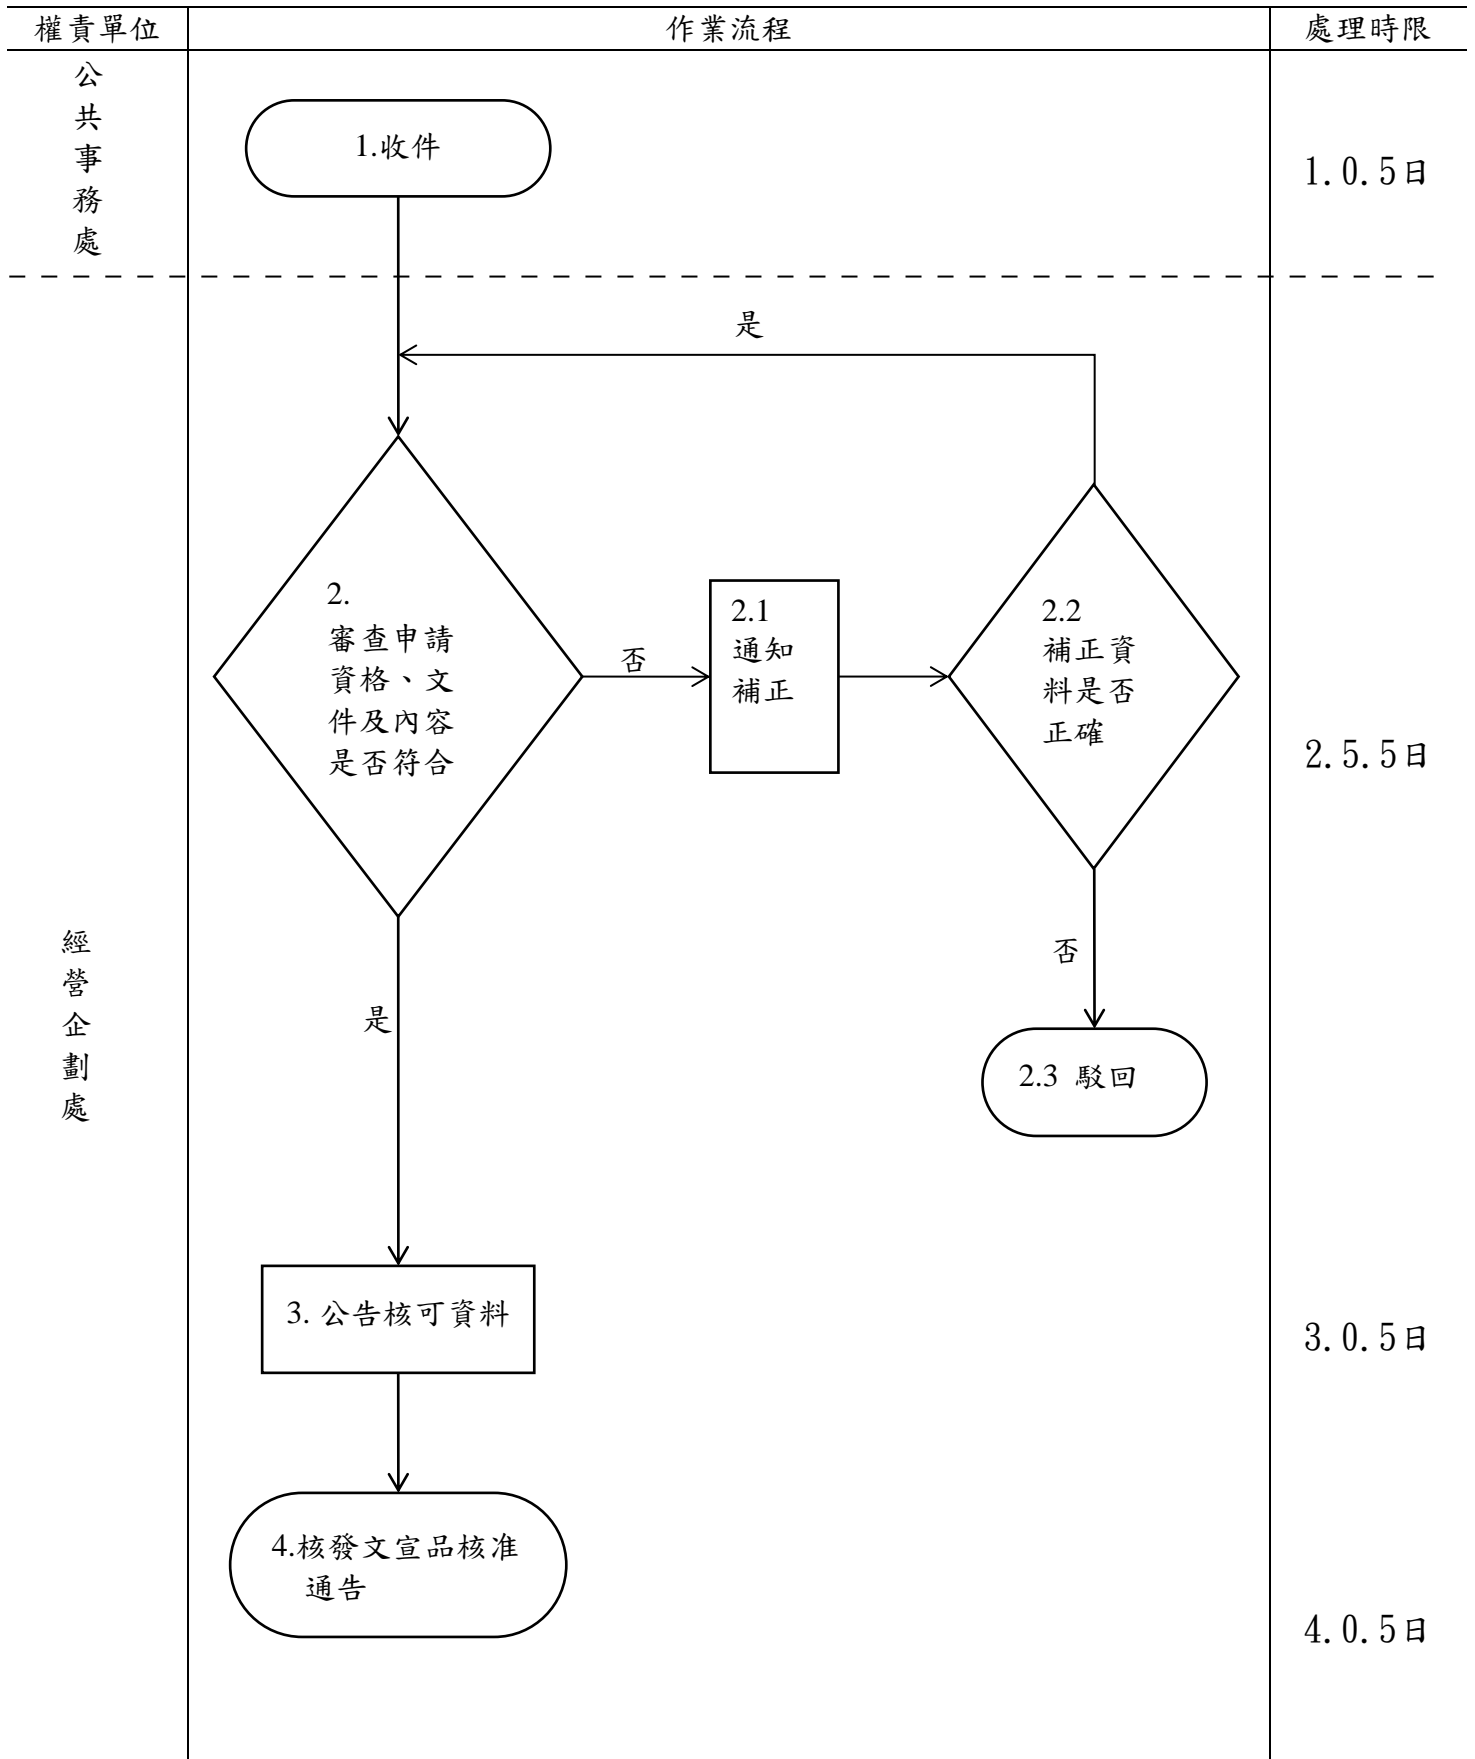 權責單位
作業流程
處理時限
公
共
事
務
處
1.收件
1.0.5日
是
2.
審查申請
資格、文
件及內容
是否符合
否
2.1
通知
補正
2.2
補正資
料是否
正確
2.5.5日
經
營
企
劃
處
是
否
2.3 駁回
3. 公告核可資料
3.0.5日
4.核發文宣品核准
通告
4.0.5日